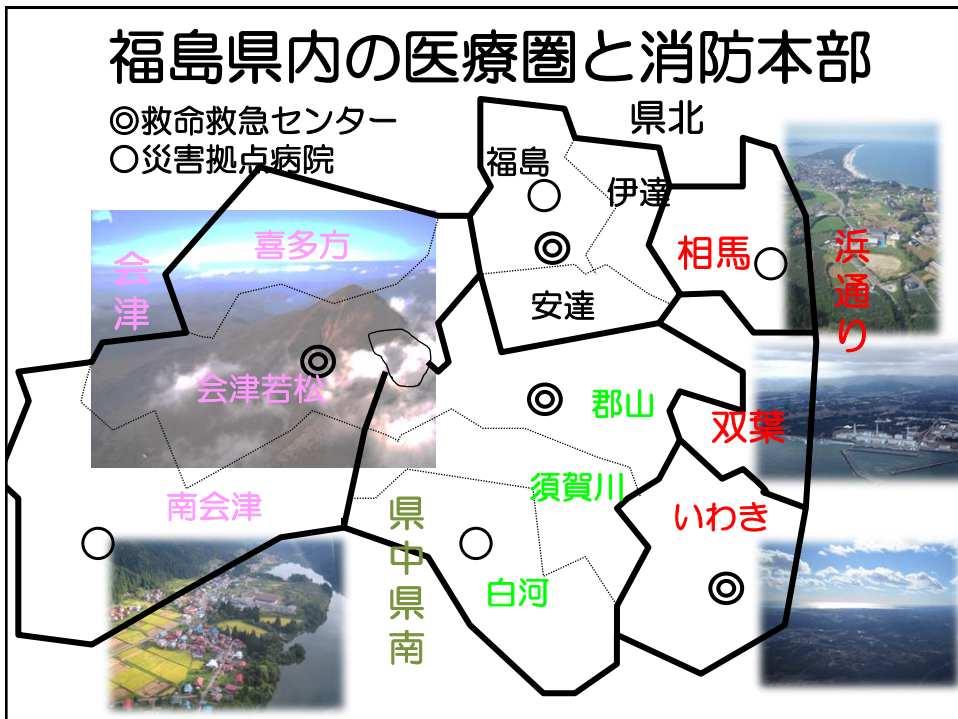 福島県内の医療圏と消防本部
◎救命救急センター
○災害拠点病院
県北
福島
伊達
喜多方
会津
相馬
浜通り
安達
会津若松
郡山
双葉
須賀川
南会津
県中県南
いわき
白河